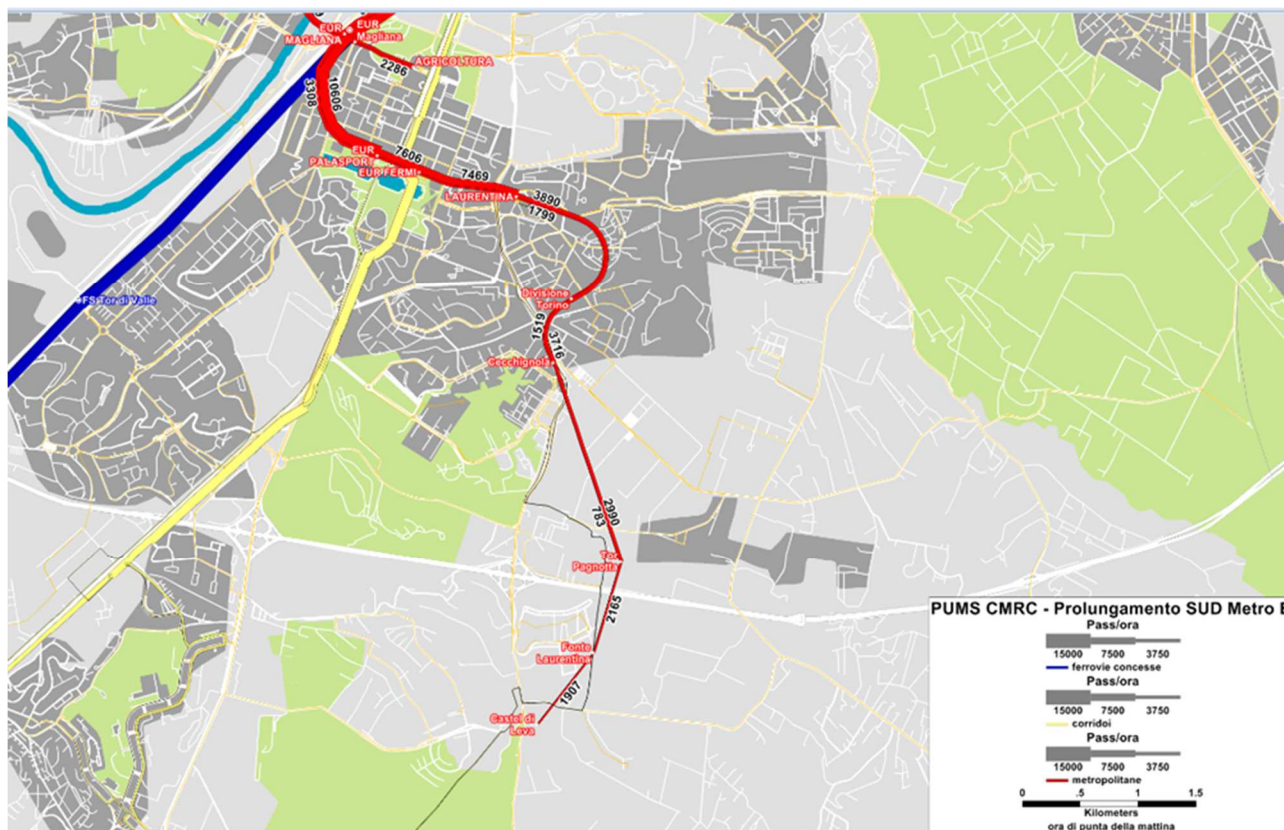 EUR
MAGLIANA
EUR
Magliana
AGRICOLTURA
2286
10606
3308
EUR
PALASPORT
7606
EUR FERMI
7469
LAURENTINA
3890
1799
FS Tor di Valle
Divisione
Torino
1519
3716
Cecchignola
2990
783
Tor
Pagnotta
2165
Fonte
Laurentina
1907
Castel di
Leva
PUMS CMRC - Prolungamento SUD Metro B
Pass/ora
15000 7500 3750
ferrovie concesse
Pass/ora
15000 7500 3750
corridoi
Pass/ora
15000 7500 3750
metropolitane
0 .5 1 1.5
Kilometers
ora di punta della mattina